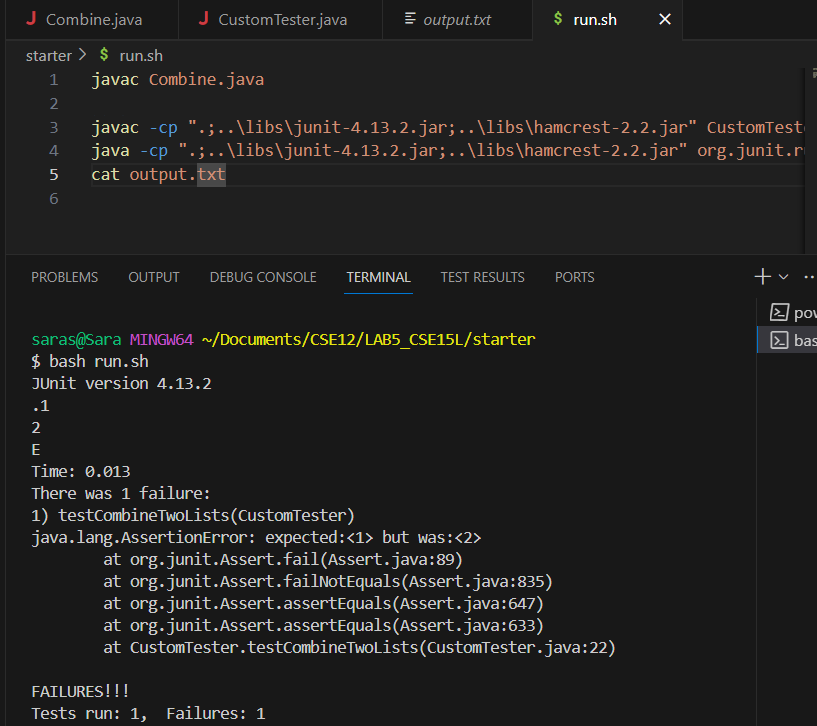 Combine.java CustomTester.java output.txt run.sh
starter > run.sh
1 javac Combine.java
2
3 javac -cp ".;..\libs\junit-4.13.2.jar;..\libs\hamcrest-2.2.jar" CustomTeste
4 java -cp ".;..\libs\junit-4.13.2.jar;..\libs\hamcrest-2.2.jar" org.junit.r
5 cat output.txt
6
PROBLEMS OUTPUT DEBUG CONSOLE TERMINAL TEST RESULTS PORTS
pow
bas
saras@Sara MINGW64 ~/Documents/CSE12/LAB5_CSE15L/starter
$ bash run.sh
JUnit version 4.13.2
.1
2
E
Time: 0.013
There was 1 failure:
1) testCombineTwoLists(CustomTester)
java.lang.AssertionError: expected:<1> but was:<2>
at org.junit.Assert.fail(Assert.java:89)
at org.junit.Assert.failNotEquals(Assert.java:835)
at org.junit.Assert.assertEquals(Assert.java:647)
at org.junit.Assert.assertEquals(Assert.java:633)
at CustomTester.testCombineTwoLists(CustomTester.java:22)
FAILURES!!!
Tests run: 1,  Failures: 1